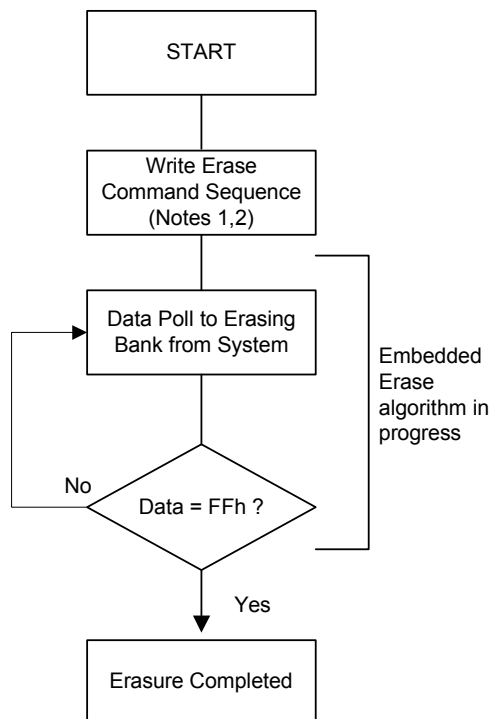 START
Write Erase
Command Sequence
(Notes 1,2)
Data Poll to Erasing
Bank from System
Embedded
Erase
algorithm in
progress
No
Data = FFh ?
Yes
Erasure Completed